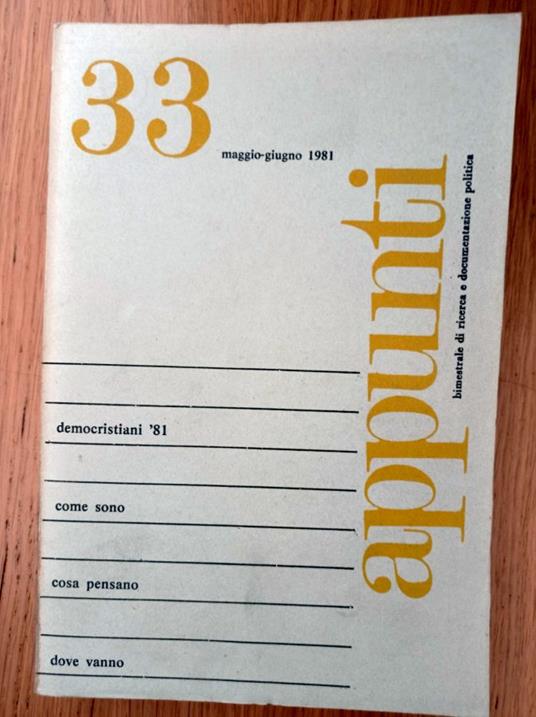 33
maggio-giugno 1981
appunti
bimestrale di ricerca e documentazione politica
democristiani '81
come sono
cosa pensano
dove vanno